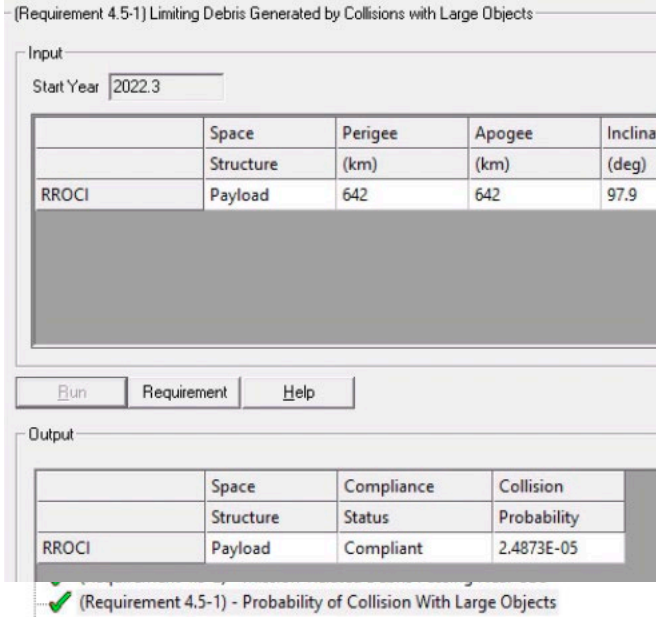 (Requirement 4.5-1) Limiting Debris Generated by Collisions with Large Objects
Input
Start Year 2022.3
Space Perigee Apogee Inclina
Structure (km) (km) (deg)
RROCI Payload 642 642 97.9
Run Requirement Help
Output
Space Compliance Collision
Structure Status Probability
RROCI Payload Compliant 2.4873E-05
(Requirement 4.5-1) - Probability of Collision With Large Objects